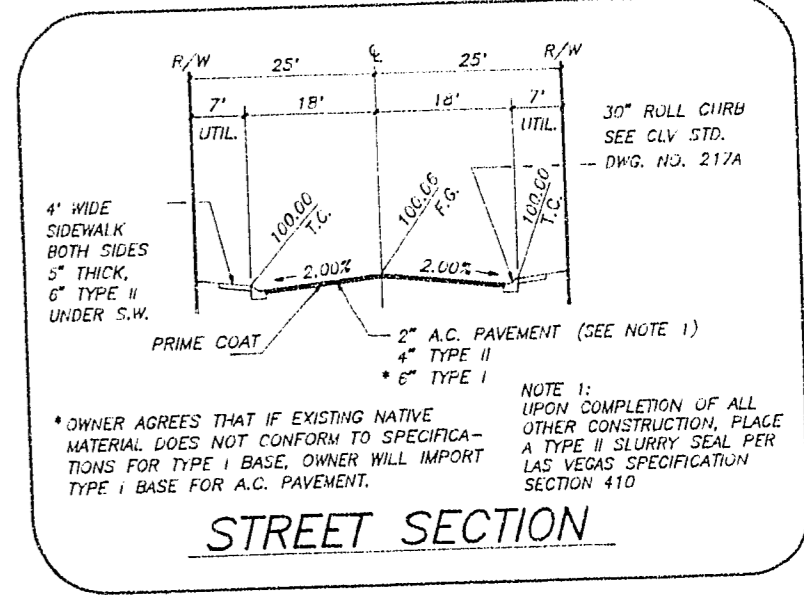 R/W 25' ℄ 25' R/W
7' 18' 18' 7'
UTIL. UTIL.
30" ROLL CURB
SEE CLV STD.
DWG. NO. 217A
4' WIDE
SIDEWALK
BOTH SIDES
5" THICK,
6" TYPE II
UNDER S.W.
100.00
T.C.
100.06
F.G.
100.00
T.C.
2.00% 2.00%
PRIME COAT
2" A.C. PAVEMENT (SEE NOTE 1)
4" TYPE II
* 6" TYPE I
* OWNER AGREES THAT IF EXISTING NATIVE
MATERIAL DOES NOT CONFORM TO SPECIFICA-
TIONS FOR TYPE I BASE, OWNER WILL IMPORT
TYPE I BASE FOR A.C. PAVEMENT.
NOTE 1:
UPON COMPLETION OF ALL
OTHER CONSTRUCTION, PLACE
A TYPE II SLURRY SEAL PER
LAS VEGAS SPECIFICATION
SECTION 410
STREET SECTION